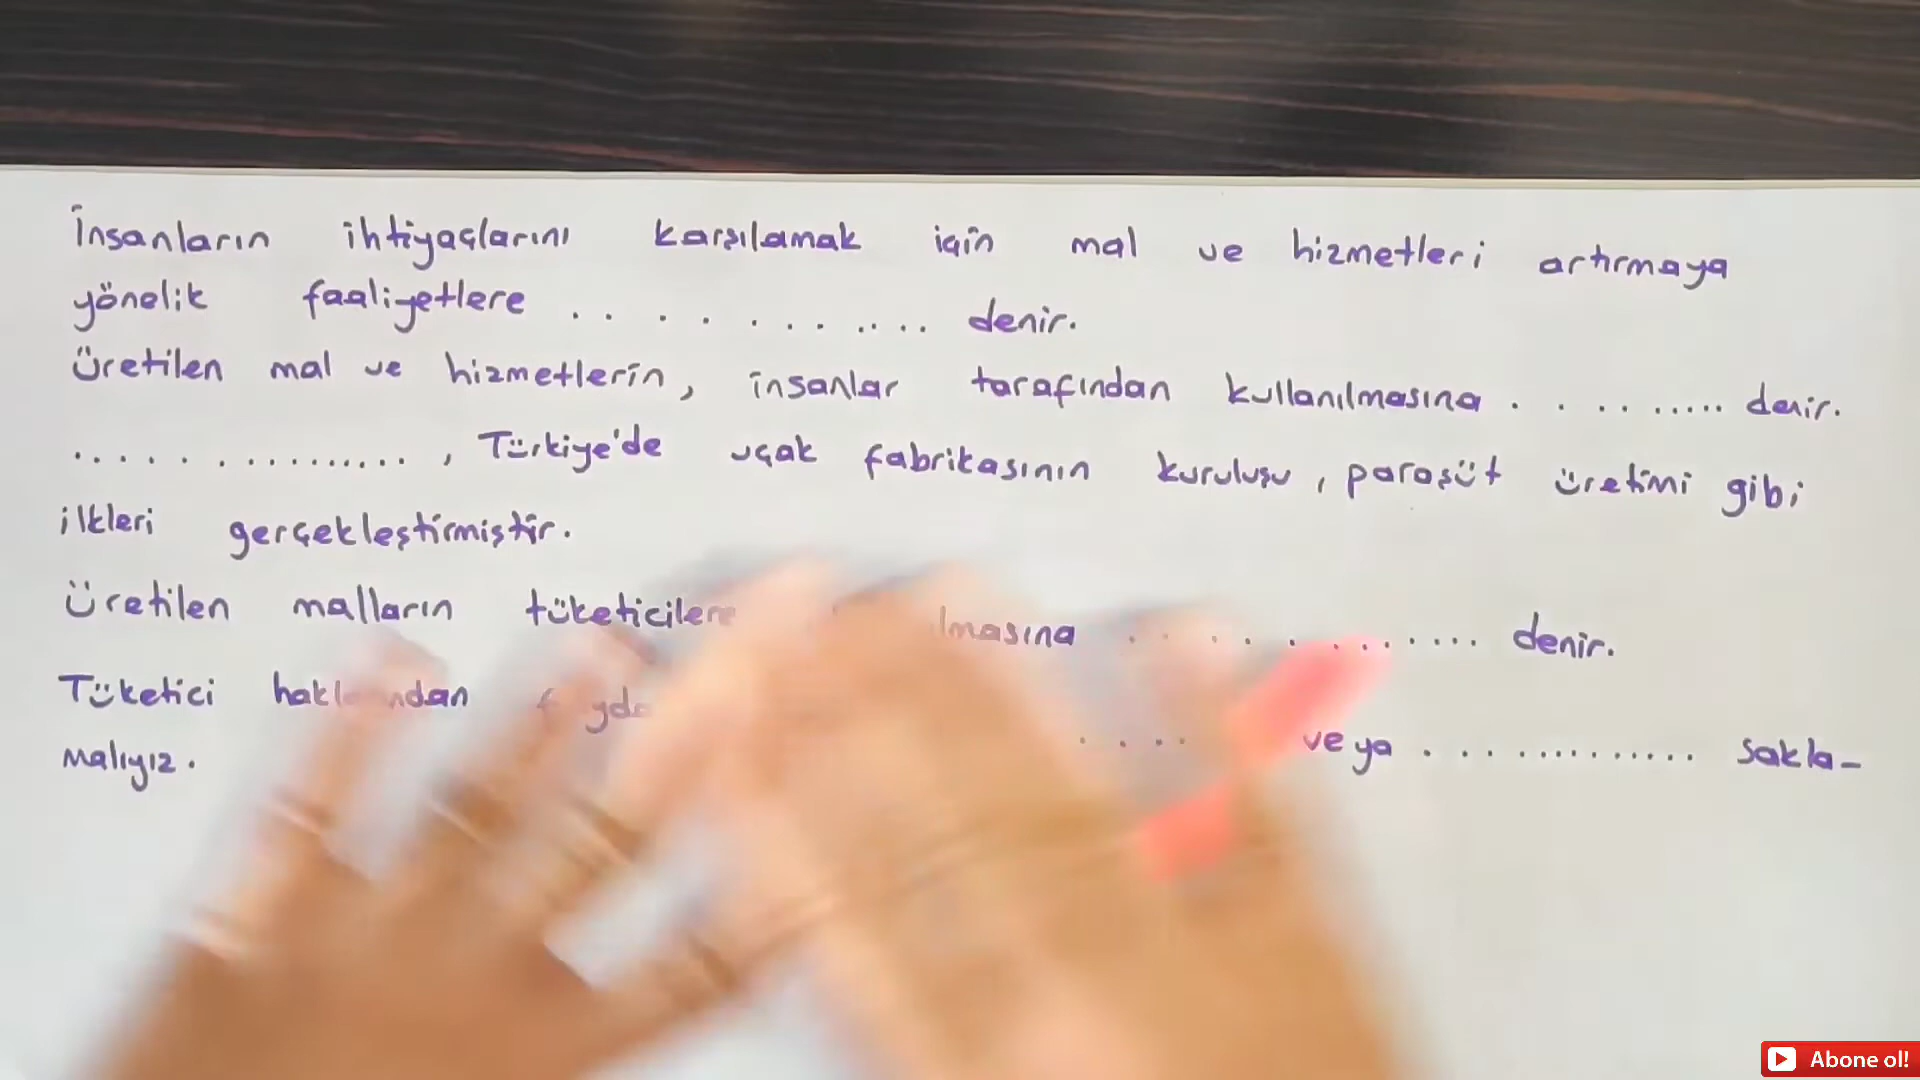 İnsanların ihtiyaçlarını karşılamak için mal ve hizmetleri artırmaya
yönelik faaliyetlere .. . . . . . .... denir.
Üretilen mal ve hizmetlerin, insanlar tarafından kullanılmasına . . .. ..... denir.
. . . . . ............ , Türkiye'de uçak fabrikasının kuruluşu, paraşüt üretimi gibi
ilkleri gerçekleştirmiştir.
Üretilen malların tüketicilere . . . . ....... denir.
Tüketici . . . . veya . . . ......... sakla-
malıyız.
Abone ol!